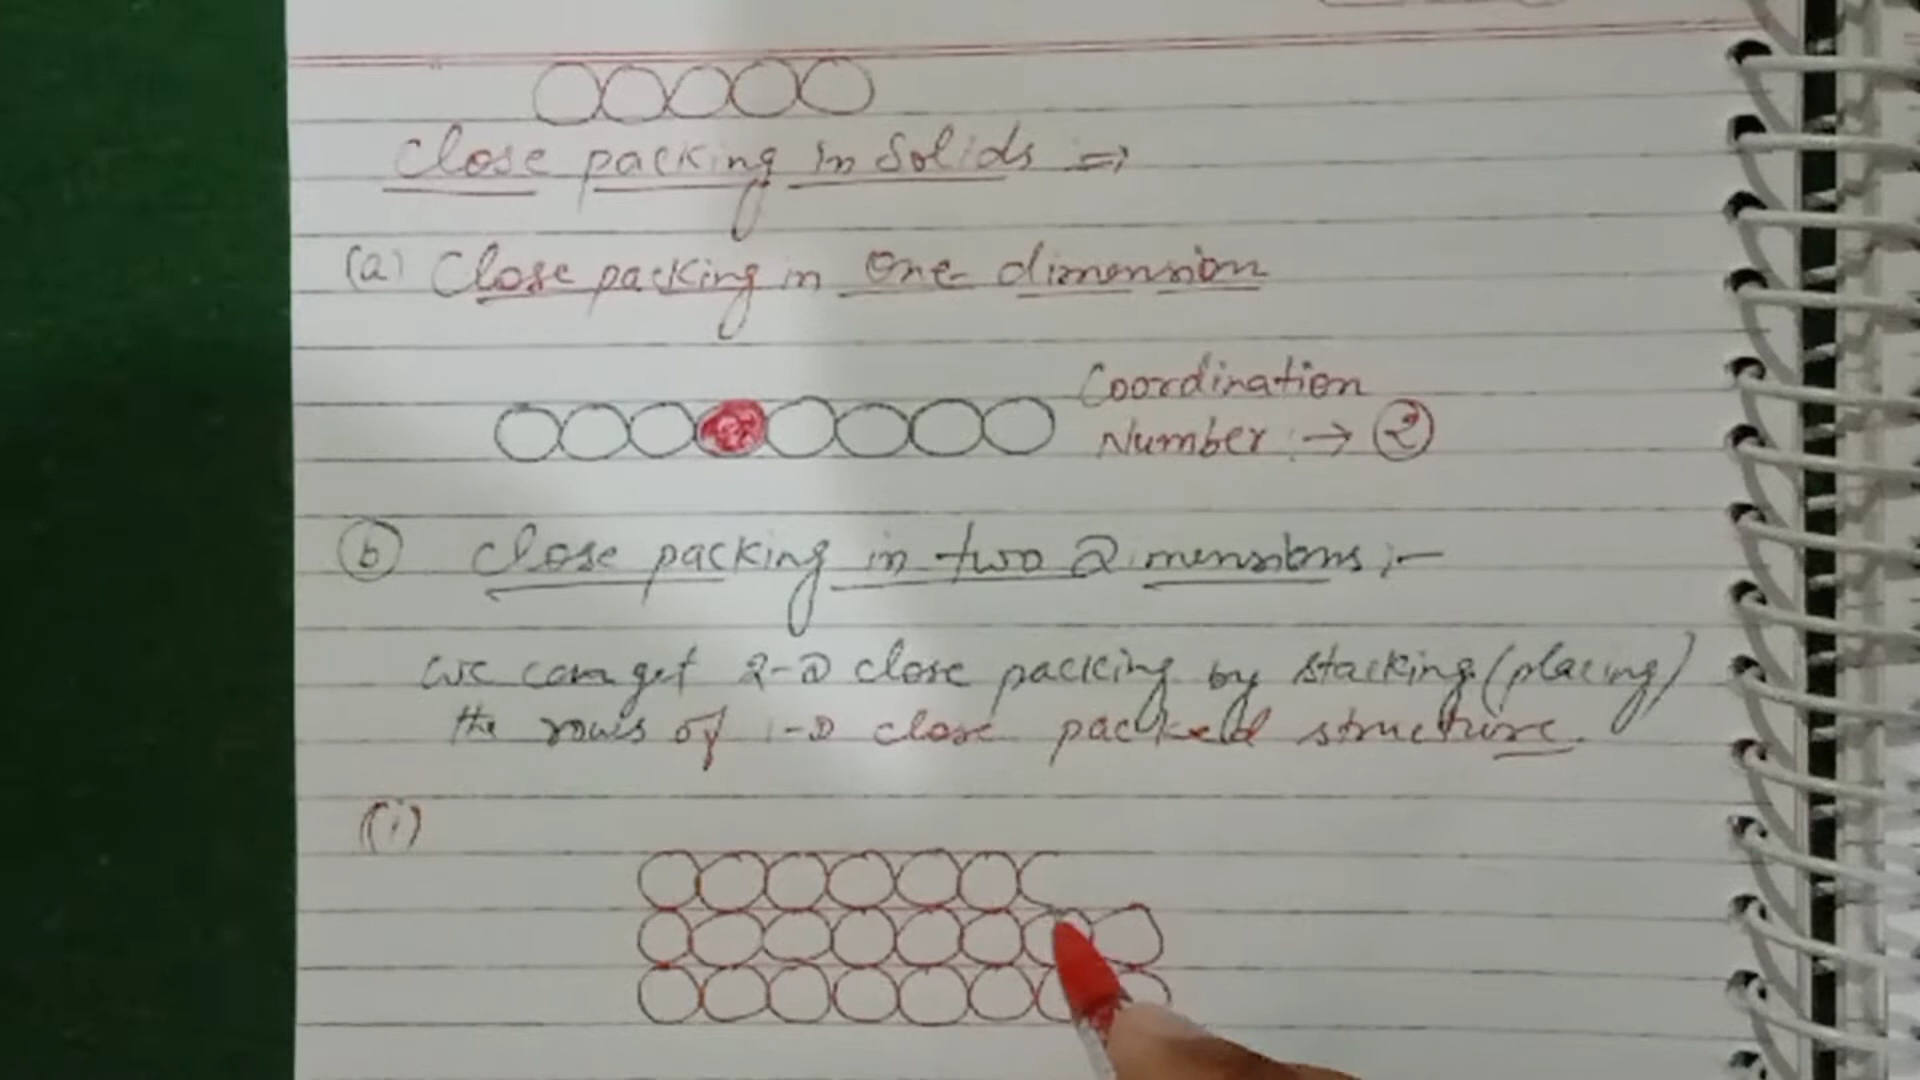 Close packing in Solids ⇒
(a) Close packing in One-dimension
Coordination
Number :→ 2
(b) Close packing in two Dimensions :-
we can get 2-D close packing by stacking (placing)
the rows of 1-D close packed structure.
(i)